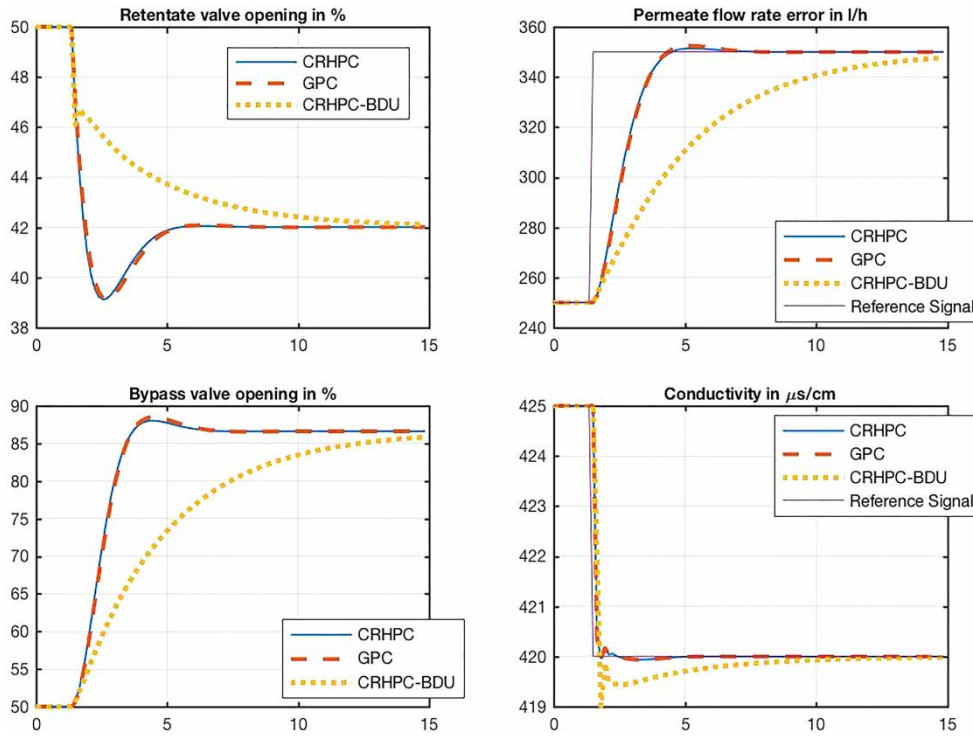 Retentate valve opening in %
50
48
46
44
42
40
38
0 5 10 15
CRHPC
GPC
CRHPC-BDU
Permeate flow rate error in l/h
360
340
320
300
280
260
240
0 5 10 15
CRHPC
GPC
CRHPC-BDU
Reference Signal
Bypass valve opening in %
90
85
80
75
70
65
60
55
50
0 5 10 15
CRHPC
GPC
CRHPC-BDU
Conductivity in μs/cm
425
424
423
422
421
420
419
0 5 10 15
CRHPC
GPC
CRHPC-BDU
Reference Signal